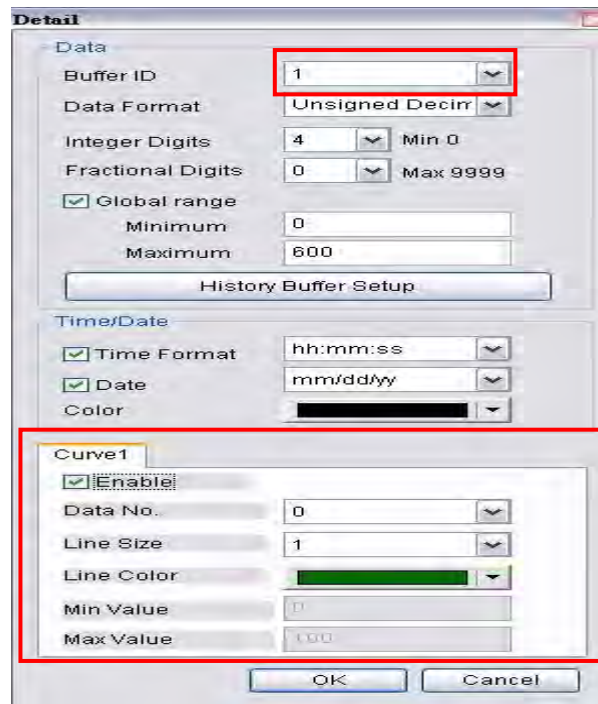 Detail
Data
Buffer ID 1
Data Format Unsigned Decim
Integer Digits 4 Min 0
Fractional Digits 0 Max 9999
Global range
Minimum 0
Maximum 600
History Buffer Setup
Time/Date
Time Format hh:mm:ss
Date mm/dd/yy
Color
Curve1
Enable
Data No. 0
Line Size 1
Line Color
Min Value 0
Max Value 100
OK Cancel